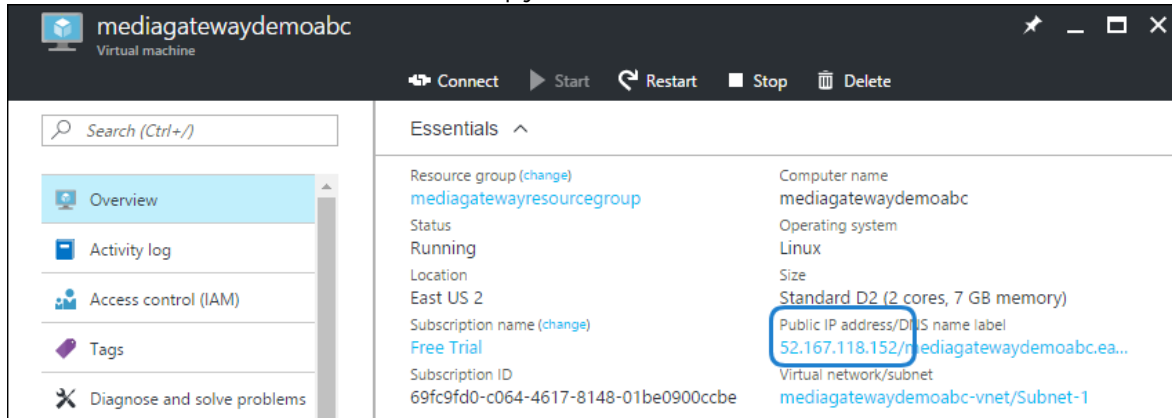 mediagatewaydemoabc
Virtual machine
Connect Start Restart Stop Delete
Search (Ctrl+/)
Essentials
Overview
Activity log
Access control (IAM)
Tags
Diagnose and solve problems
Resource group (change)
mediagatewayresourcegroup
Status
Running
Location
East US 2
Subscription name (change)
Free Trial
Subscription ID
69fc9fd0-c064-4617-8148-01be0900ccbe
Computer name
mediagatewaydemoabc
Operating system
Linux
Size
Standard D2 (2 cores, 7 GB memory)
Public IP address/DNS name label
52.167.118.152/mediagatewaydemoabc.ea...
Virtual network/subnet
mediagatewaydemoabc-vnet/Subnet-1